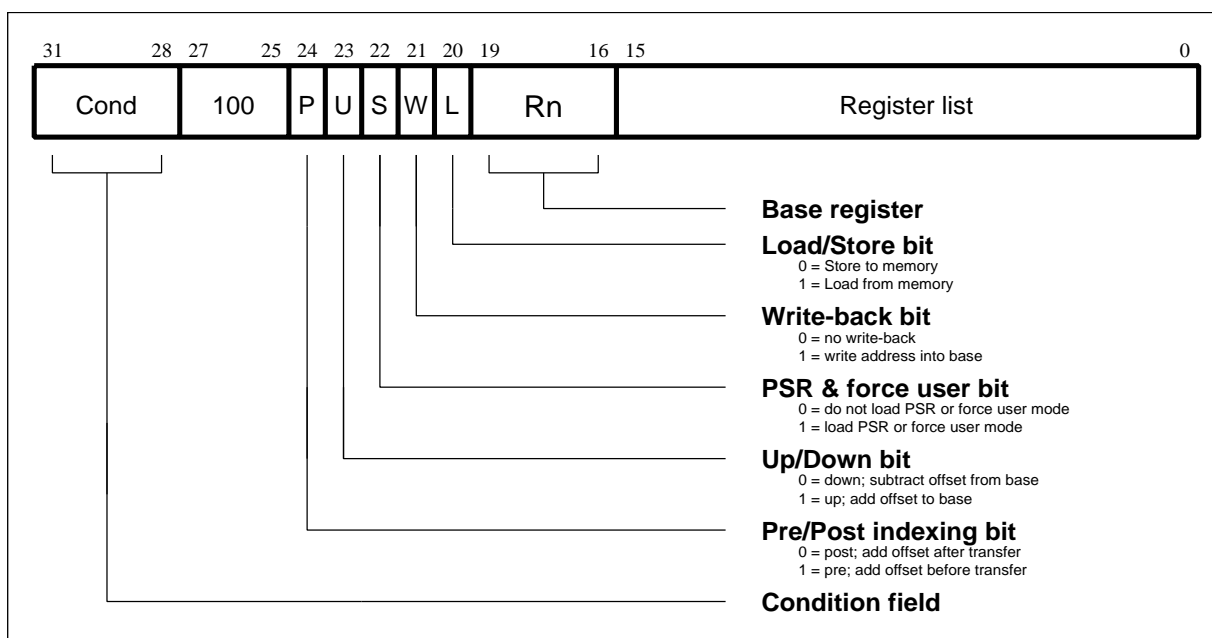 31 28 27 25 24 23 22 21 20 19 16 15 0
Cond 100 P U S W L Rn Register list
Base register
Load/Store bit
0 = Store to memory
1 = Load from memory
Write-back bit
0 = no write-back
1 = write address into base
PSR & force user bit
0 = do not load PSR or force user mode
1 = load PSR or force user mode
Up/Down bit
0 = down; subtract offset from base
1 = up; add offset to base
Pre/Post indexing bit
0 = post; add offset after transfer
1 = pre; add offset before transfer
Condition field